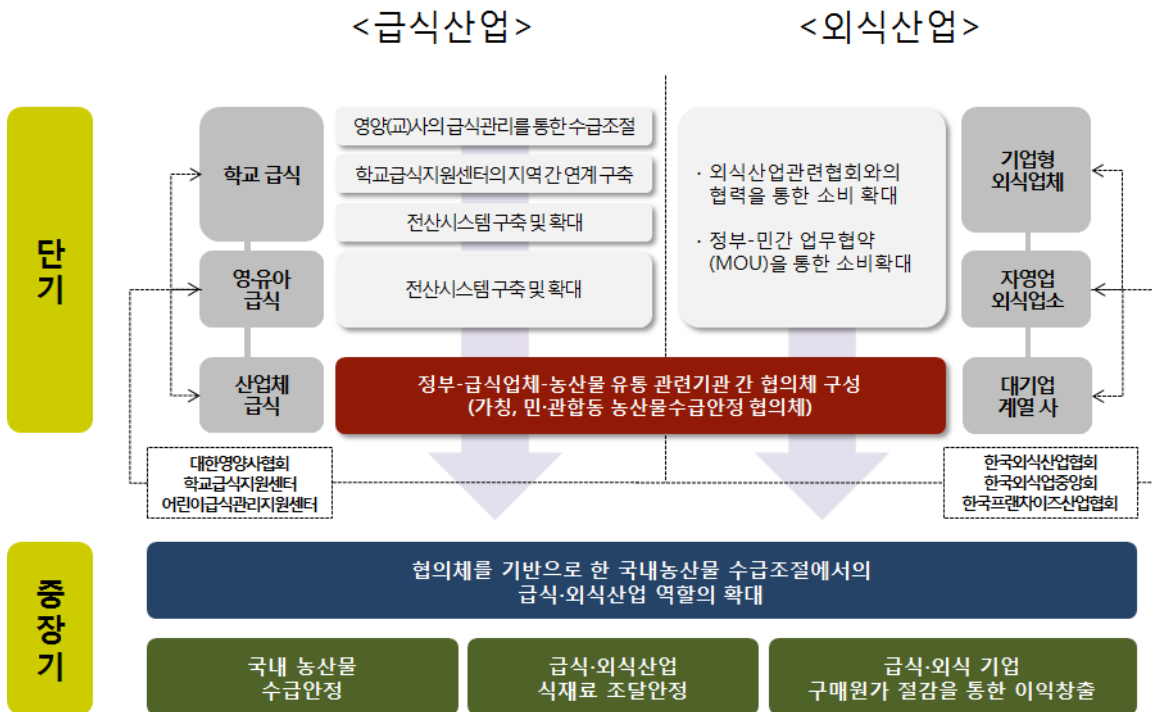 <급식산업>
<외식산업>
단
기
학교 급식
영양(교)사의 급식관리를 통한 수급조절
학교급식지원센터의 지역 간 연계 구축
전산시스템 구축 및 확대
영·유아
급식
전산시스템 구축 및 확대
산업체
급식
· 외식산업관련협회와의
협력을 통한 소비 확대
· 정부-민간 업무협약
(MOU)을 통한 소비확대
기업형
외식업체
자영업
외식업소
대기업
계열 사
정부-급식업체-농산물 유통 관련기관 간 협의체 구성
(가칭, 민·관합동 농산물수급안정 협의체)
대한영양사협회
학교급식지원센터
어린이급식관리지원센터
한국외식산업협회
한국외식업중앙회
한국프랜차이즈산업협회
중
장
기
협의체를 기반으로 한 국내농산물 수급조절에서의
급식·외식산업 역할의 확대
국내 농산물
수급안정
급식·외식산업
식재료 조달안정
급식·외식 기업
구매원가 절감을 통한 이익창출